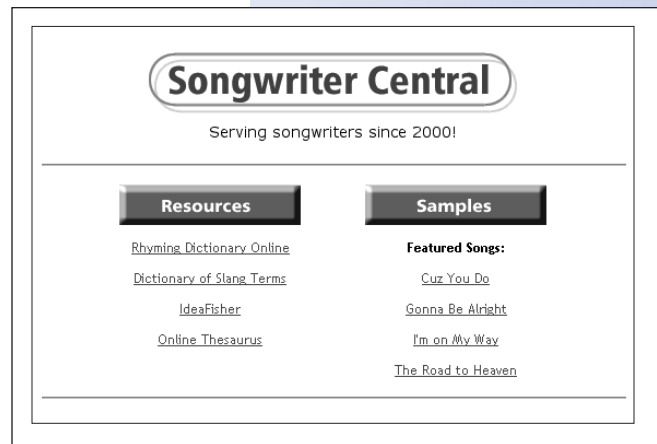 Songwriter Central
Serving songwriters since 2000!
Resources
Rhyming Dictionary Online
Dictionary of Slang Terms
IdeaFisher
Online Thesaurus
Samples
Featured Songs:
Cuz You Do
Gonna Be Alright
I'm on My Way
The Road to Heaven